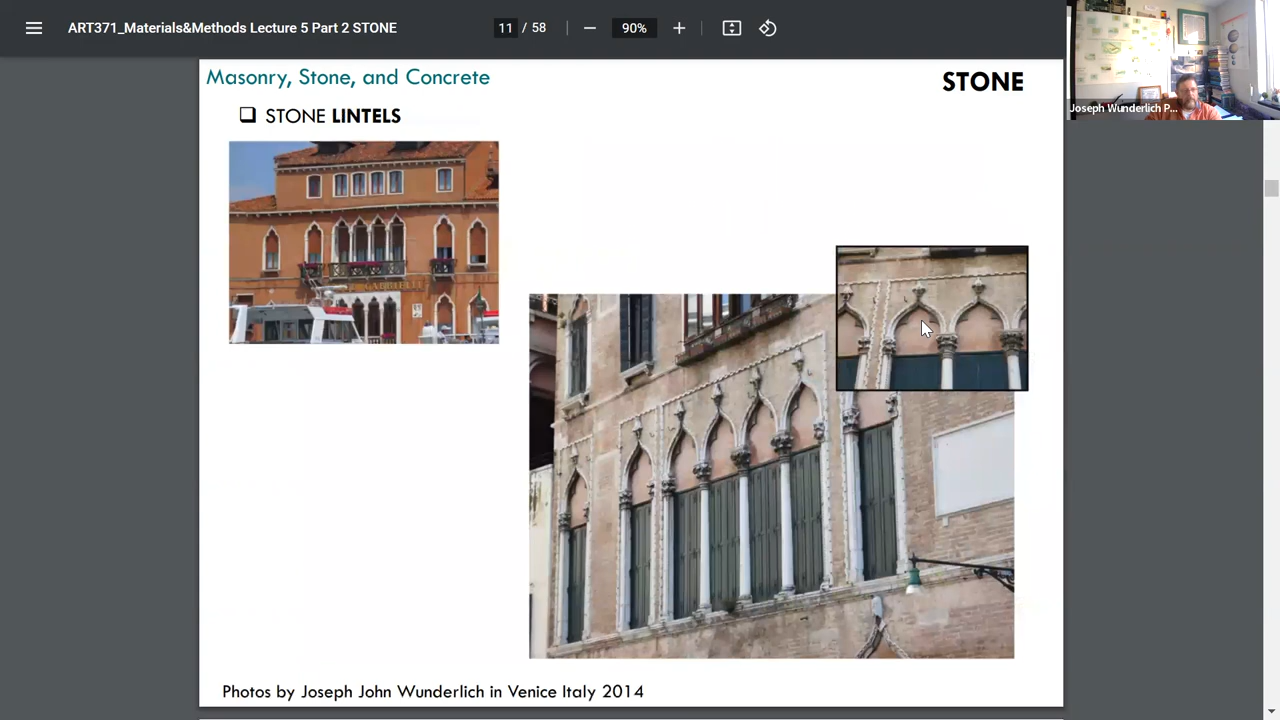 ART371_Materials&Methods Lecture 5 Part 2 STONE
11 / 58
90%
Joseph Wunderlich P...
Masonry, Stone, and Concrete
STONE
STONE LINTELS
GABRIELLI
Photos by Joseph John Wunderlich in Venice Italy 2014